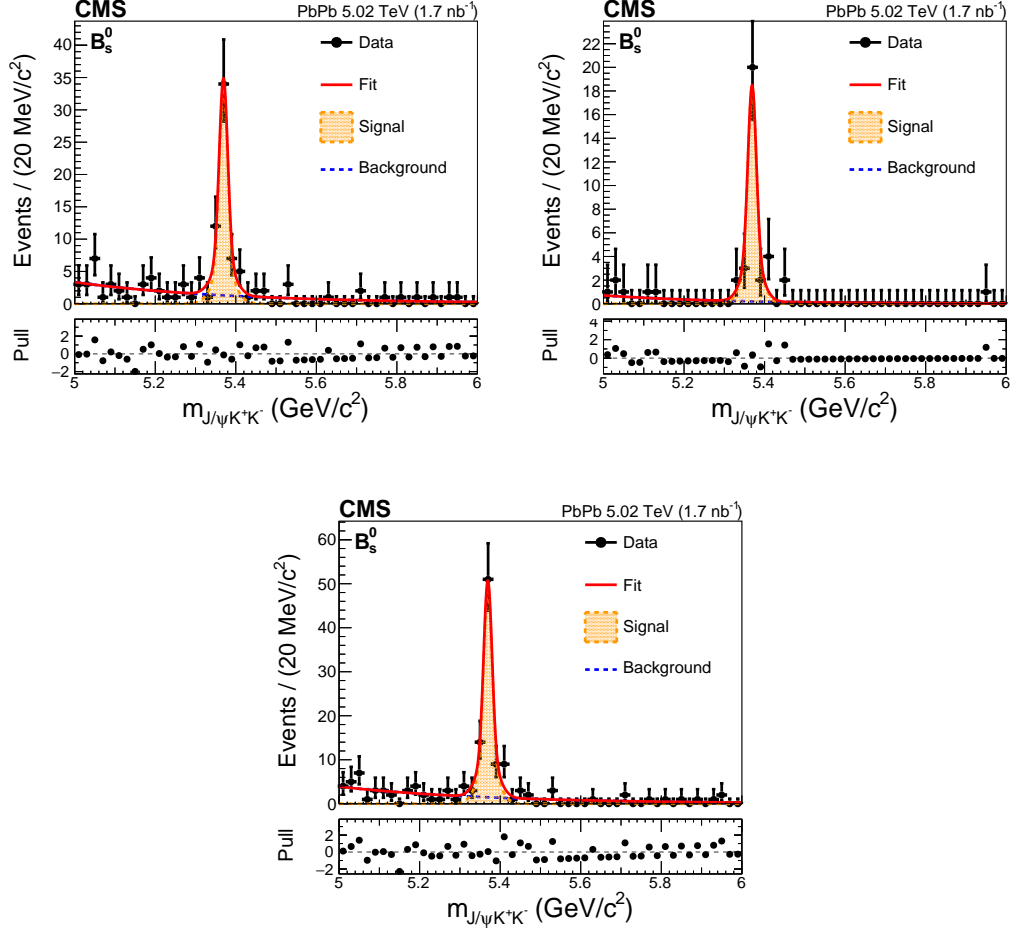 CMS PbPb 5.02 TeV (1.7 nb⁻¹)
B⁰ₛ
Data
Fit
Signal
Background
Events / (20 MeV/c²)
40
35
30
25
20
15
10
5
0
Pull
2
0
−2
5 5.2 5.4 5.6 5.8 6
m_J/ψK⁺K⁻ (GeV/c²)
CMS PbPb 5.02 TeV (1.7 nb⁻¹)
B⁰ₛ
Data
Fit
Signal
Background
Events / (20 MeV/c²)
22
20
18
16
14
12
10
8
6
4
2
0
Pull
4
2
0
5 5.2 5.4 5.6 5.8 6
m_J/ψK⁺K⁻ (GeV/c²)
CMS PbPb 5.02 TeV (1.7 nb⁻¹)
B⁰ₛ
Data
Fit
Signal
Background
Events / (20 MeV/c²)
60
50
40
30
20
10
0
Pull
2
0
−2
5 5.2 5.4 5.6 5.8 6
m_J/ψK⁺K⁻ (GeV/c²)